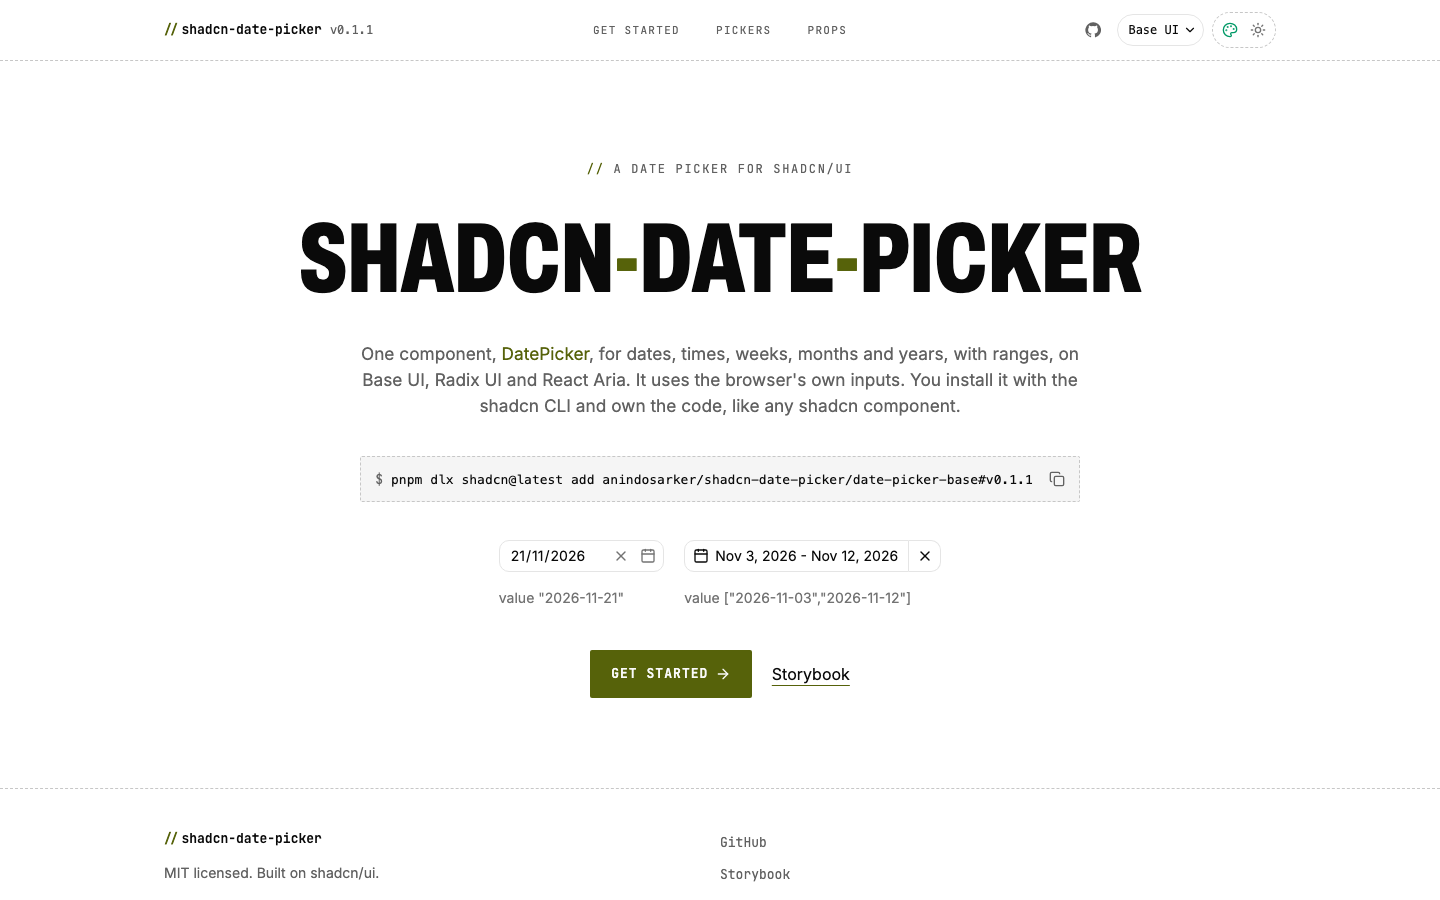 // shadcn-date-picker v0.1.1
GET STARTED PICKERS PROPS
Base UI
// A DATE PICKER FOR SHADCN/UI
SHADCN-DATE-PICKER
One component, DatePicker, for dates, times, weeks, months and years, with ranges, on
Base UI, Radix UI and React Aria. It uses the browser's own inputs. You install it with the
shadcn CLI and own the code, like any shadcn component.
$ pnpm dlx shadcn@latest add anindosarker/shadcn-date-picker/date-picker-base#v0.1.1
21/11/2026
Nov 3, 2026 - Nov 12, 2026
value "2026-11-21"
value ["2026-11-03","2026-11-12"]
GET STARTED →
Storybook
// shadcn-date-picker
MIT licensed. Built on shadcn/ui.
GitHub
Storybook